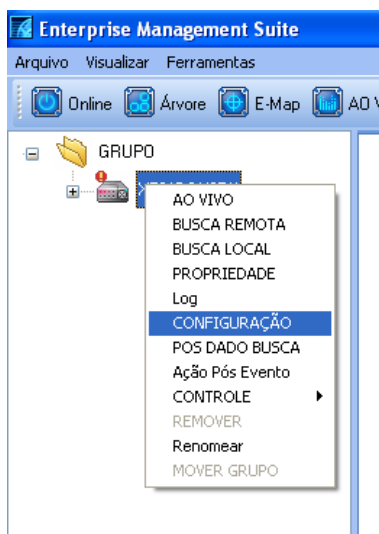 Enterprise Management Suite
Arquivo Visualizar Ferramentas
Online Árvore E-Map AO
GRUPO
AO VIVO
BUSCA REMOTA
BUSCA LOCAL
PROPRIEDADE
Log
CONFIGURAÇÃO
POS DADO BUSCA
Ação Pós Evento
CONTROLE
REMOVER
Renomear
MOVER GRUPO